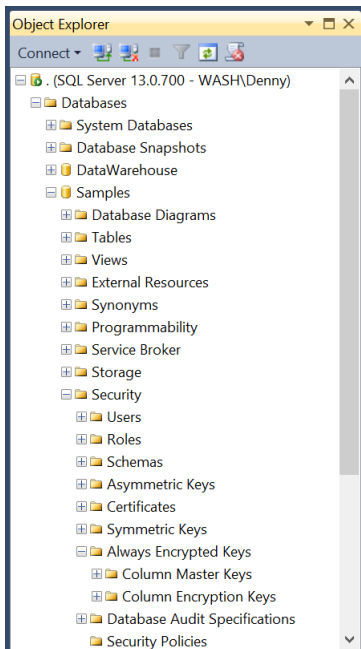 Object Explorer
Connect
. (SQL Server 13.0.700 - WASH\Denny)
Databases
System Databases
Database Snapshots
DataWarehouse
Samples
Database Diagrams
Tables
Views
External Resources
Synonyms
Programmability
Service Broker
Storage
Security
Users
Roles
Schemas
Asymmetric Keys
Certificates
Symmetric Keys
Always Encrypted Keys
Column Master Keys
Column Encryption Keys
Database Audit Specifications
Security Policies